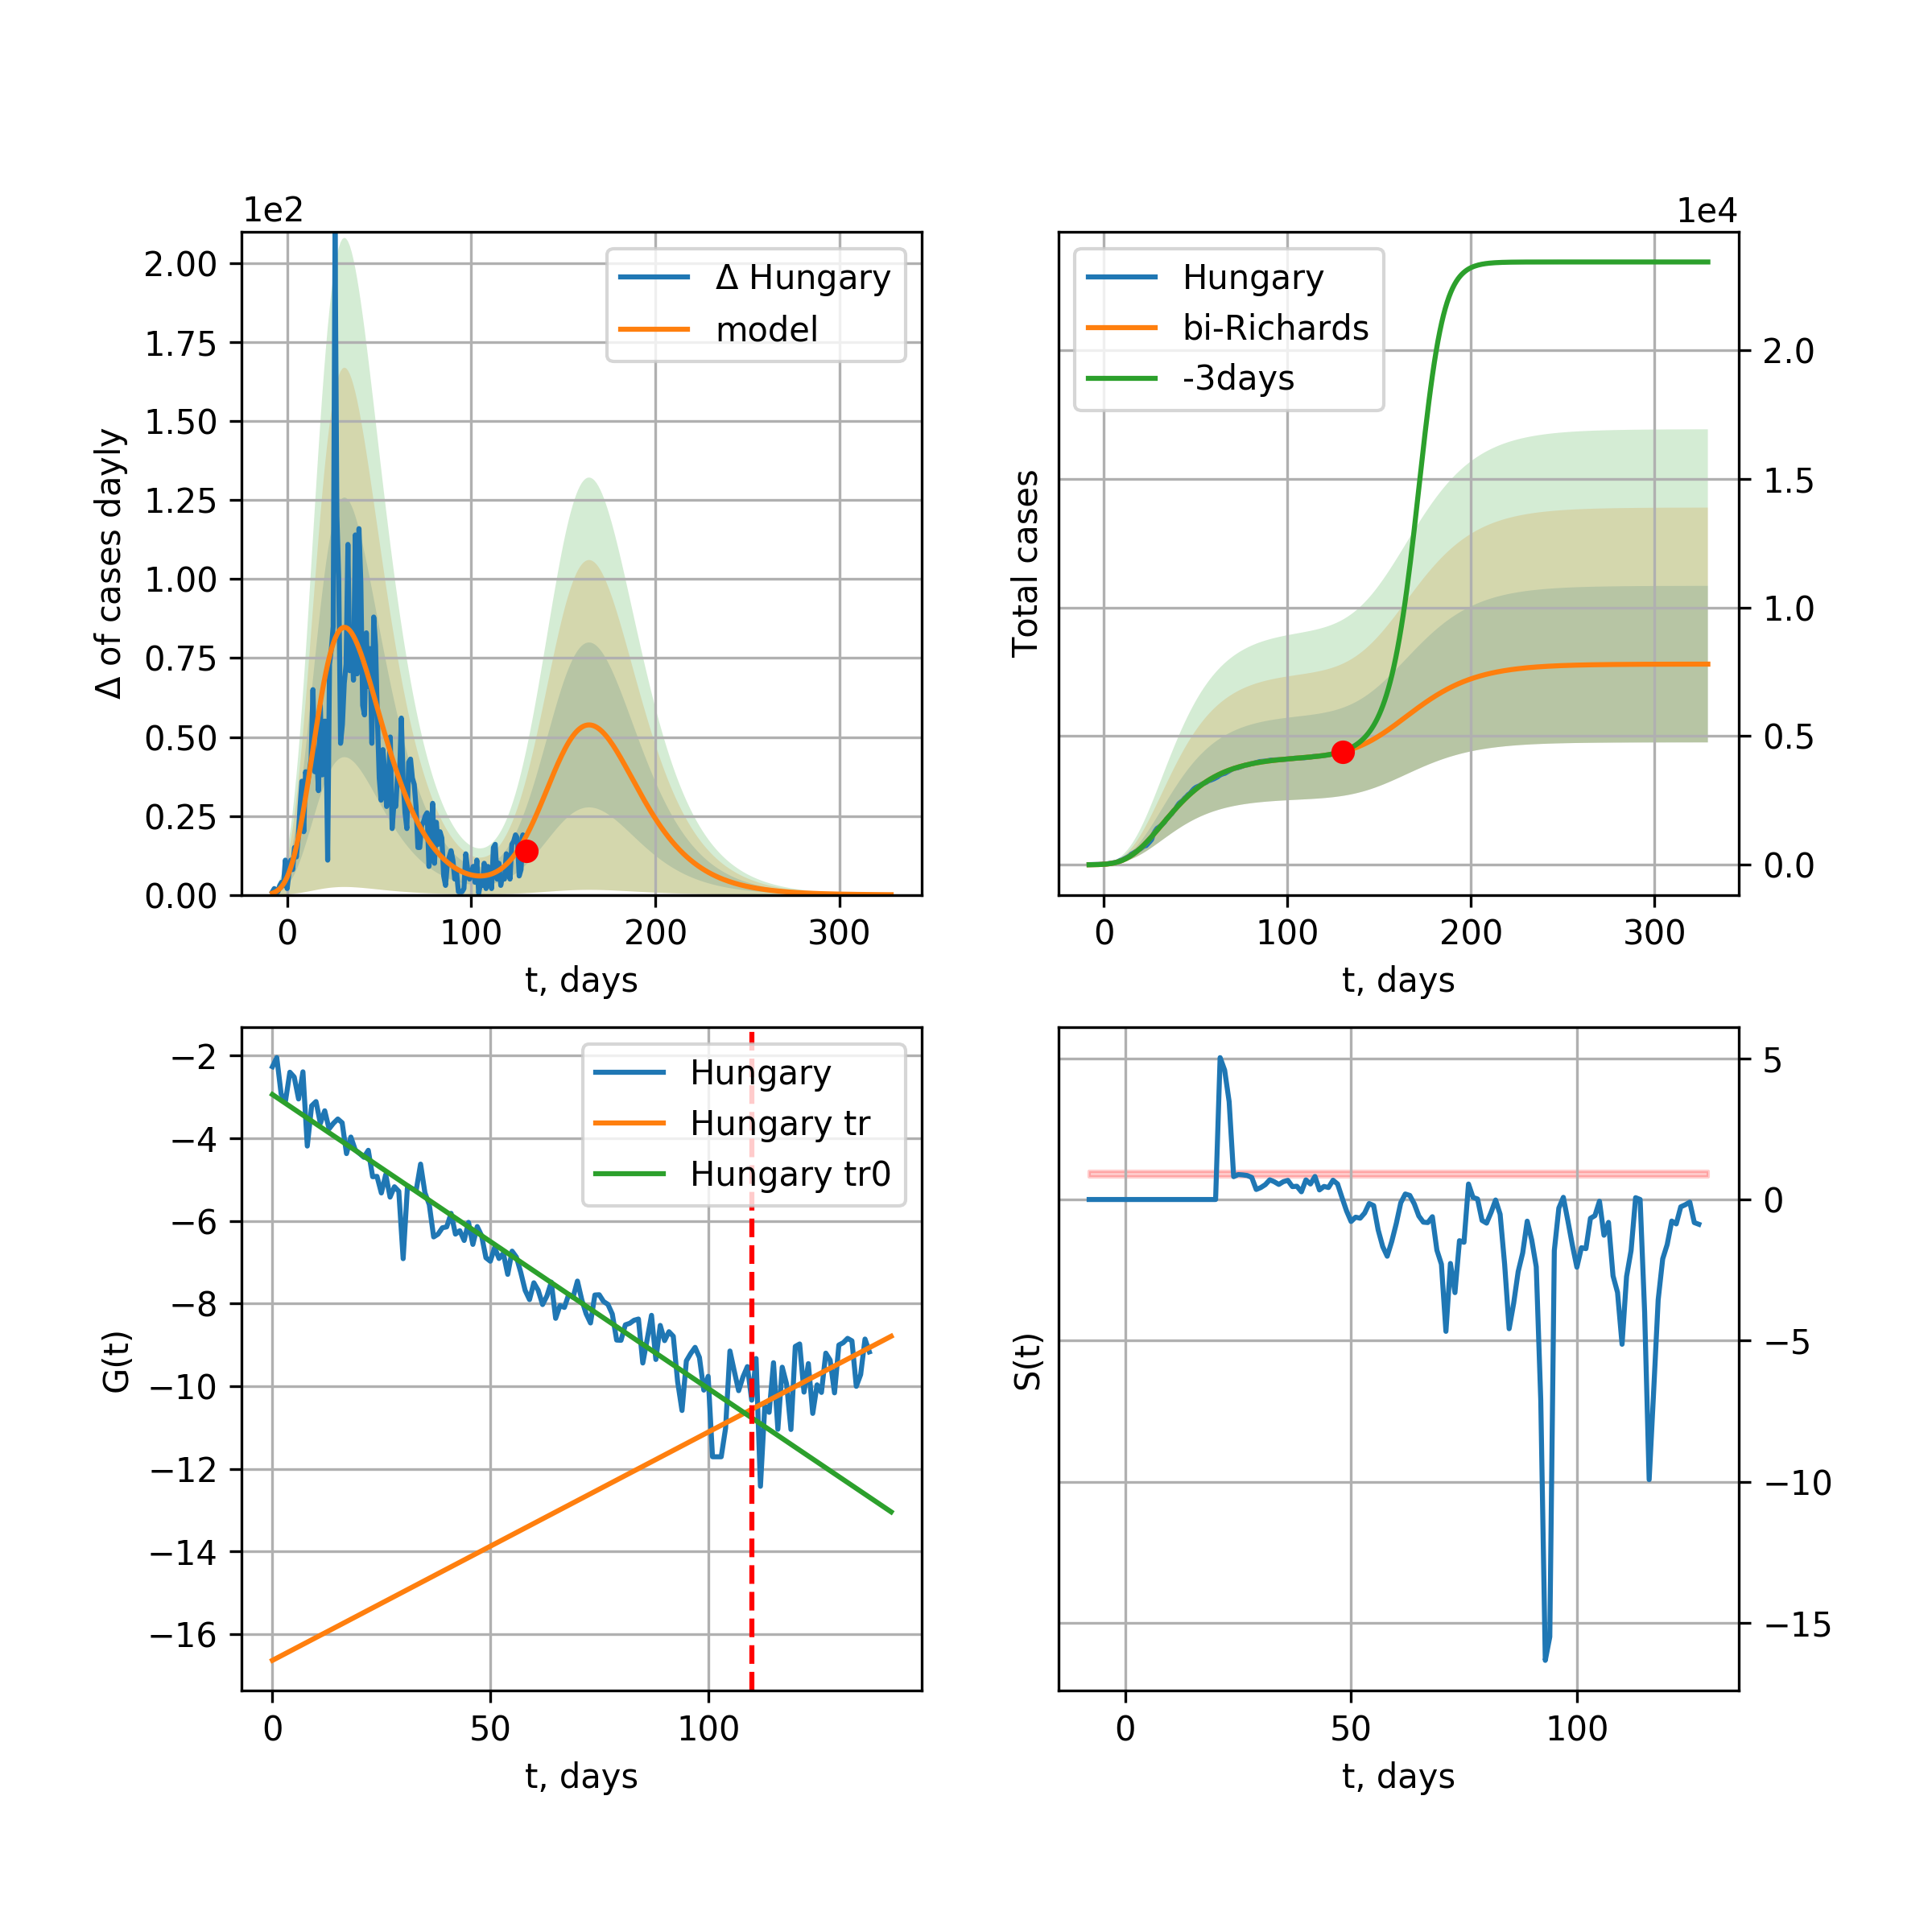 1e2
2.00
1.75
1.50
1.25
1.00
0.75
0.50
0.25
0.00
Δ of cases dayly
Δ Hungary
model
0 100 200 300
t, days
1e4
Hungary
bi-Richards
-3days
Total cases
2.0
1.5
1.0
0.5
0.0
0 100 200 300
t, days
−2
−4
−6
−8
−10
−12
−14
−16
G(t)
Hungary
Hungary tr
Hungary tr0
0 50 100
t, days
S(t)
5
0
−5
−10
−15
0 50 100
t, days